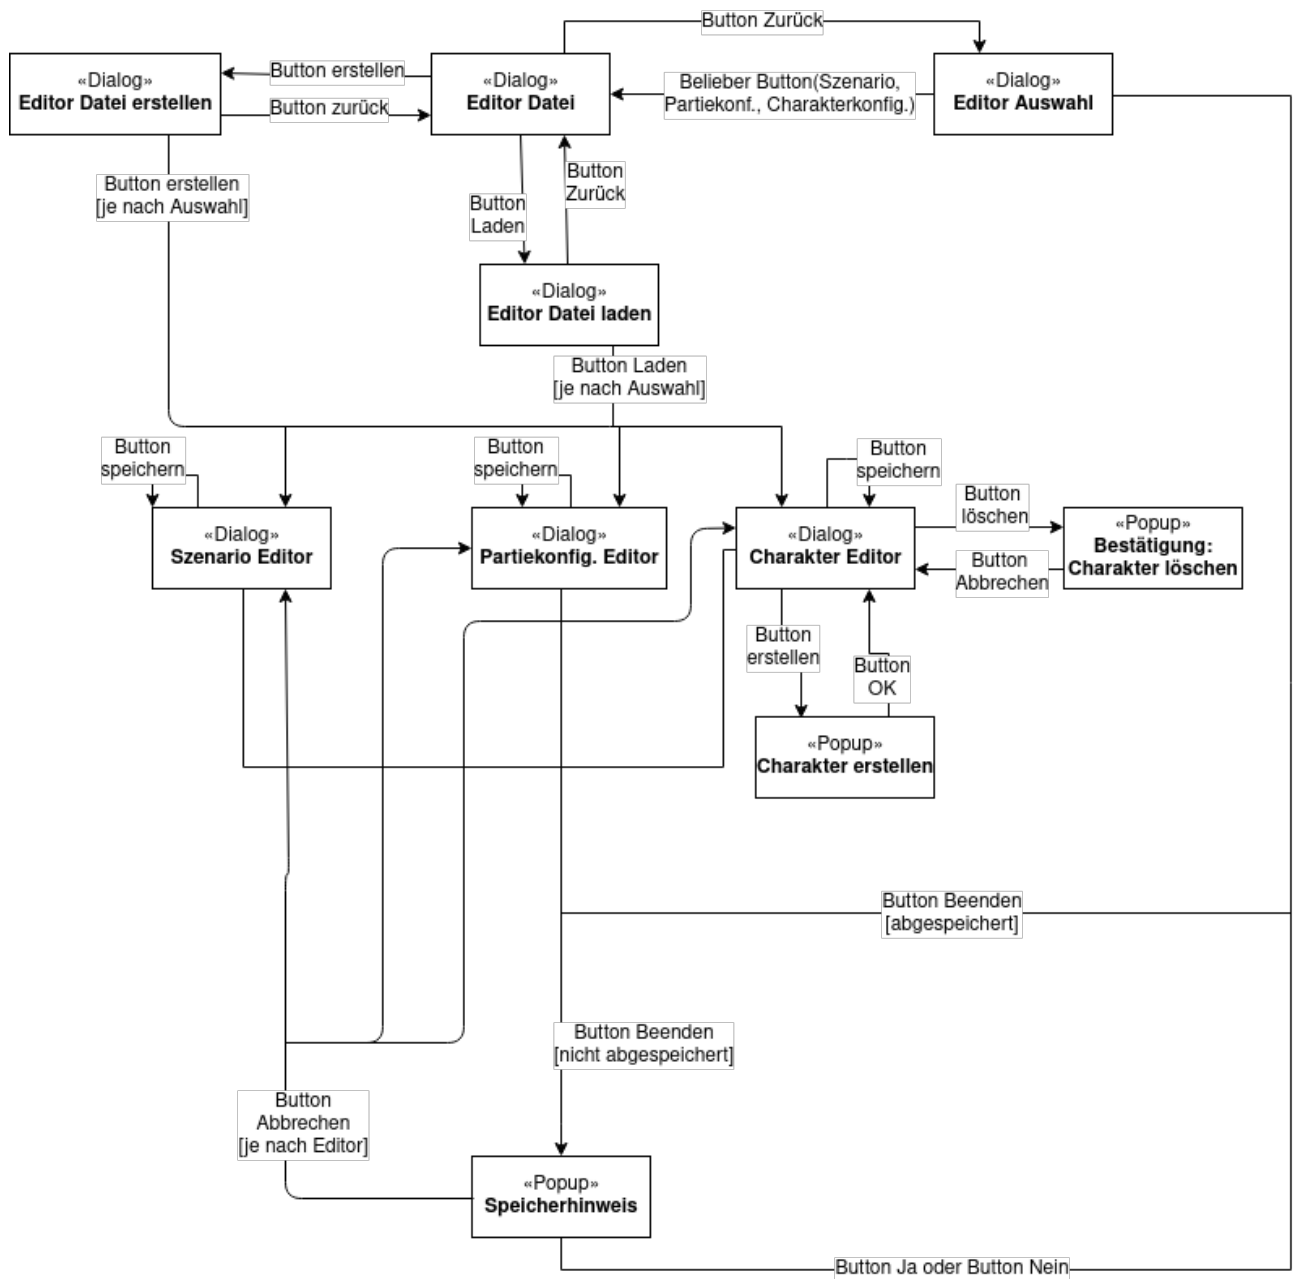 Button Zurück
«Dialog»
Editor Datei erstellen
Button erstellen
Button zurück
«Dialog»
Editor Datei
Belieber Button(Szenario,
Partiekonf., Charakterkonfig.)
«Dialog»
Editor Auswahl
Button erstellen
[je nach Auswahl]
Button
Laden
Button
Zurück
«Dialog»
Editor Datei laden
Button Laden
[je nach Auswahl]
Button
speichern
Button
speichern
Button
speichern
«Dialog»
Szenario Editor
«Dialog»
Partiekonfig. Editor
«Dialog»
Charakter Editor
Button
löschen
Button
Abbrechen
«Popup»
Bestätigung:
Charakter löschen
Button
erstellen
Button
OK
«Popup»
Charakter erstellen
Button Beenden
[abgespeichert]
Button Beenden
[nicht abgespeichert]
Button
Abbrechen
[je nach Editor]
«Popup»
Speicherhinweis
Button Ja oder Button Nein